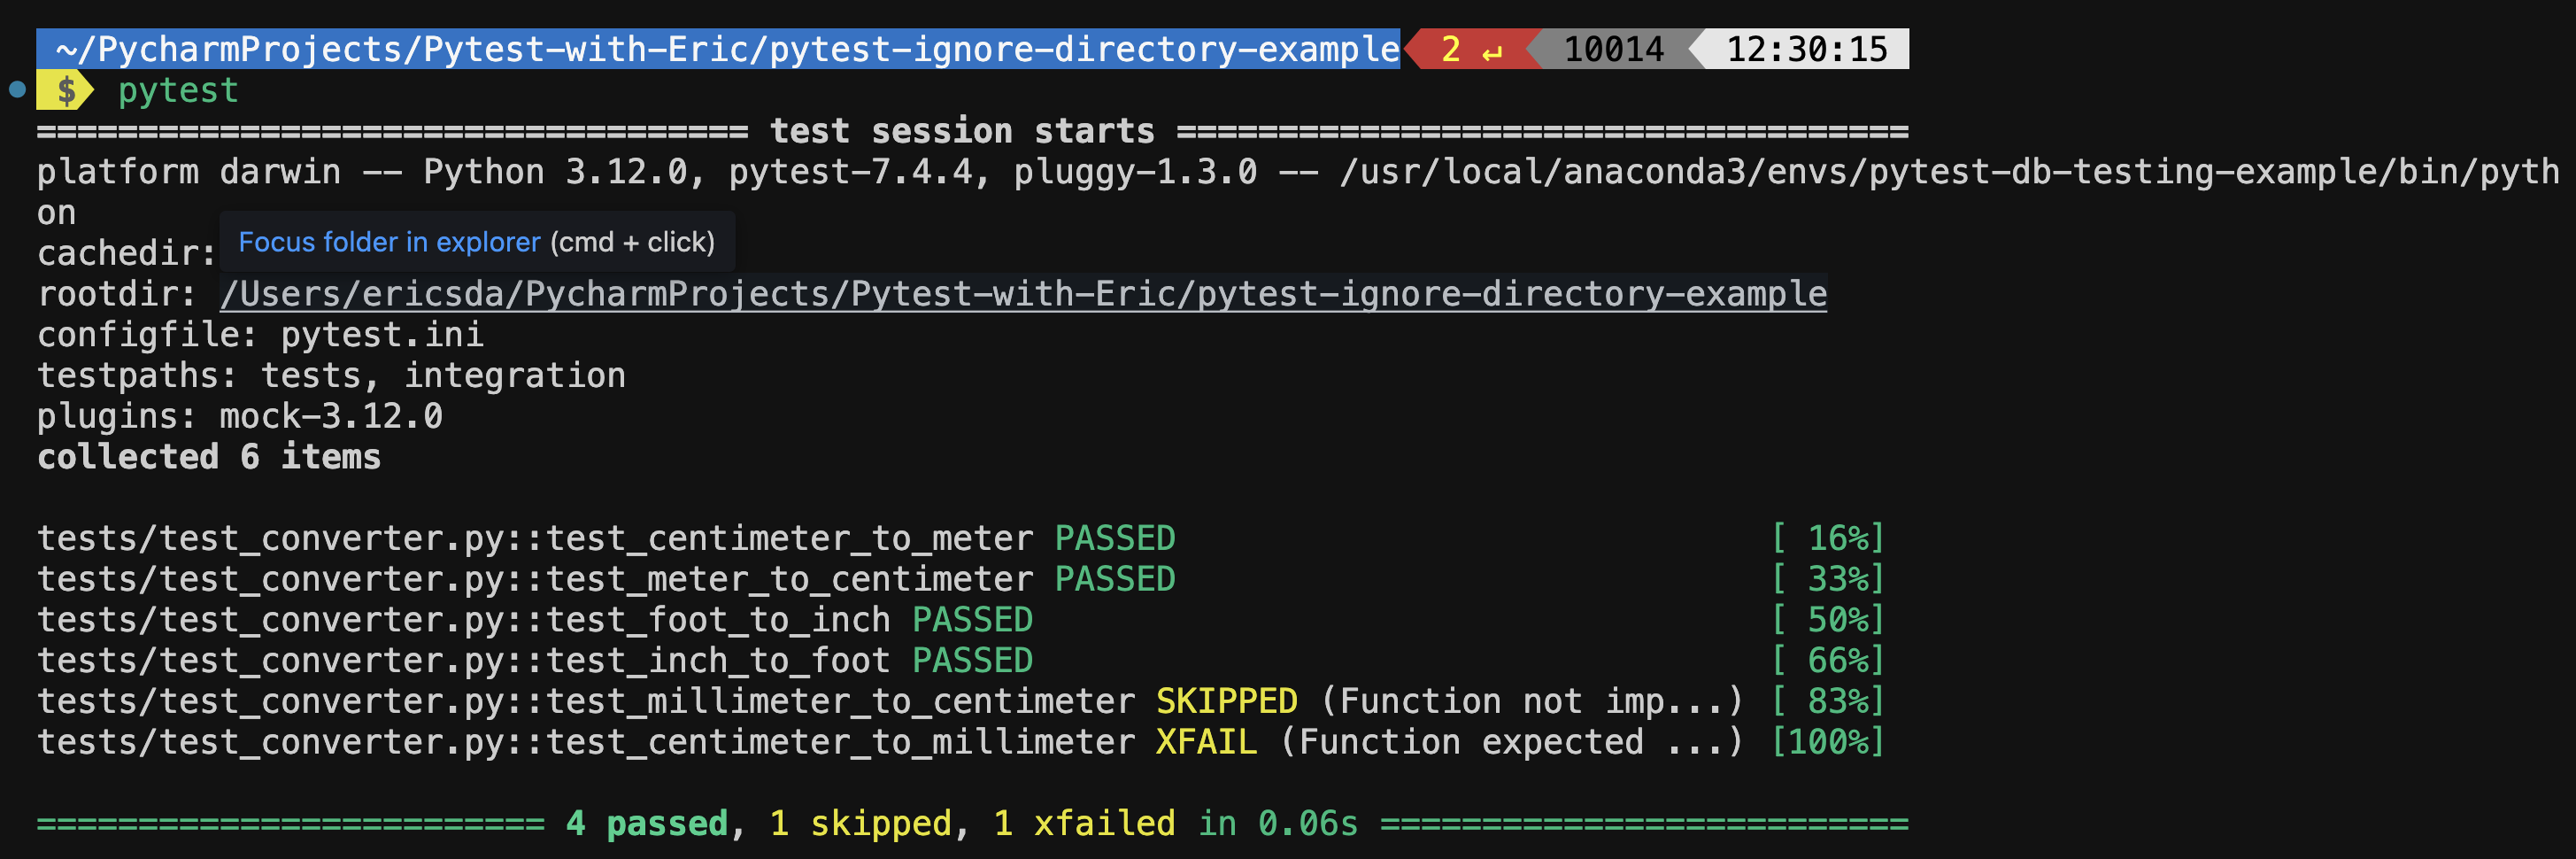 ~/PycharmProjects/Pytest-with-Eric/pytest-ignore-directory-example 2 ↵ 10014 12:30:15
$ pytest
=================================== test session starts ====================================
platform darwin -- Python 3.12.0, pytest-7.4.4, pluggy-1.3.0 -- /usr/local/anaconda3/envs/pytest-db-testing-example/bin/pyth
on
Focus folder in explorer (cmd + click)
cachedir:
rootdir: /Users/ericsda/PycharmProjects/Pytest-with-Eric/pytest-ignore-directory-example
configfile: pytest.ini
testpaths: tests, integration
plugins: mock-3.12.0
collected 6 items
tests/test_converter.py::test_centimeter_to_meter PASSED [ 16%]
tests/test_converter.py::test_meter_to_centimeter PASSED [ 33%]
tests/test_converter.py::test_foot_to_inch PASSED [ 50%]
tests/test_converter.py::test_inch_to_foot PASSED [ 66%]
tests/test_converter.py::test_millimeter_to_centimeter SKIPPED (Function not imp...) [ 83%]
tests/test_converter.py::test_centimeter_to_millimeter XFAIL (Function expected ...) [100%]
========================= 4 passed, 1 skipped, 1 xfailed in 0.06s ==========================